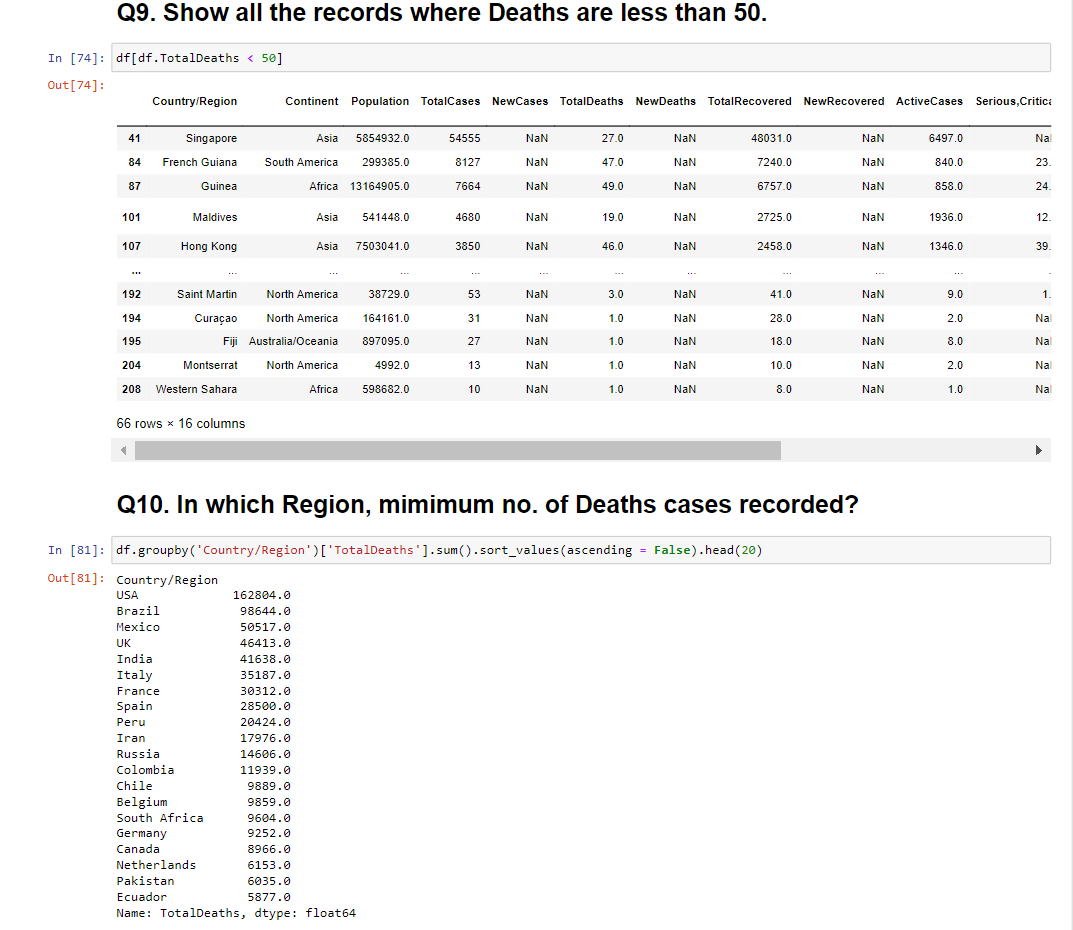 Q9. Show all the records where Deaths are less than 50.
In [74]: df[df.TotalDeaths < 50]
Out[74]:
Country/Region Continent Population TotalCases NewCases TotalDeaths NewDeaths TotalRecovered NewRecovered ActiveCases Serious,Critica
41 Singapore Asia 5854932.0 54555 NaN 27.0 NaN 48031.0 NaN 6497.0 Na
84 French Guiana South America 299385.0 8127 NaN 47.0 NaN 7240.0 NaN 840.0 23.
87 Guinea Africa 13164905.0 7664 NaN 49.0 NaN 6757.0 NaN 858.0 24.
101 Maldives Asia 541448.0 4680 NaN 19.0 NaN 2725.0 NaN 1936.0 12.
107 Hong Kong Asia 7503041.0 3850 NaN 46.0 NaN 2458.0 NaN 1346.0 39.
... ... ... ... ... ... ... ... ... ... ... .
192 Saint Martin North America 38729.0 53 NaN 3.0 NaN 41.0 NaN 9.0 1.
194 Curaçao North America 164161.0 31 NaN 1.0 NaN 28.0 NaN 2.0 Na
195 Fiji Australia/Oceania 897095.0 27 NaN 1.0 NaN 18.0 NaN 8.0 Na
204 Montserrat North America 4992.0 13 NaN 1.0 NaN 10.0 NaN 2.0 Na
208 Western Sahara Africa 598682.0 10 NaN 1.0 NaN 8.0 NaN 1.0 Na
66 rows × 16 columns
Q10. In which Region, mimimum no. of Deaths cases recorded?
In [81]: df.groupby('Country/Region')['TotalDeaths'].sum().sort_values(ascending = False).head(20)
Out[81]: Country/Region
USA 162804.0
Brazil 98644.0
Mexico 50517.0
UK 46413.0
India 41638.0
Italy 35187.0
France 30312.0
Spain 28500.0
Peru 20424.0
Iran 17976.0
Russia 14606.0
Colombia 11939.0
Chile 9889.0
Belgium 9859.0
South Africa 9604.0
Germany 9252.0
Canada 8966.0
Netherlands 6153.0
Pakistan 6035.0
Ecuador 5877.0
Name: TotalDeaths, dtype: float64